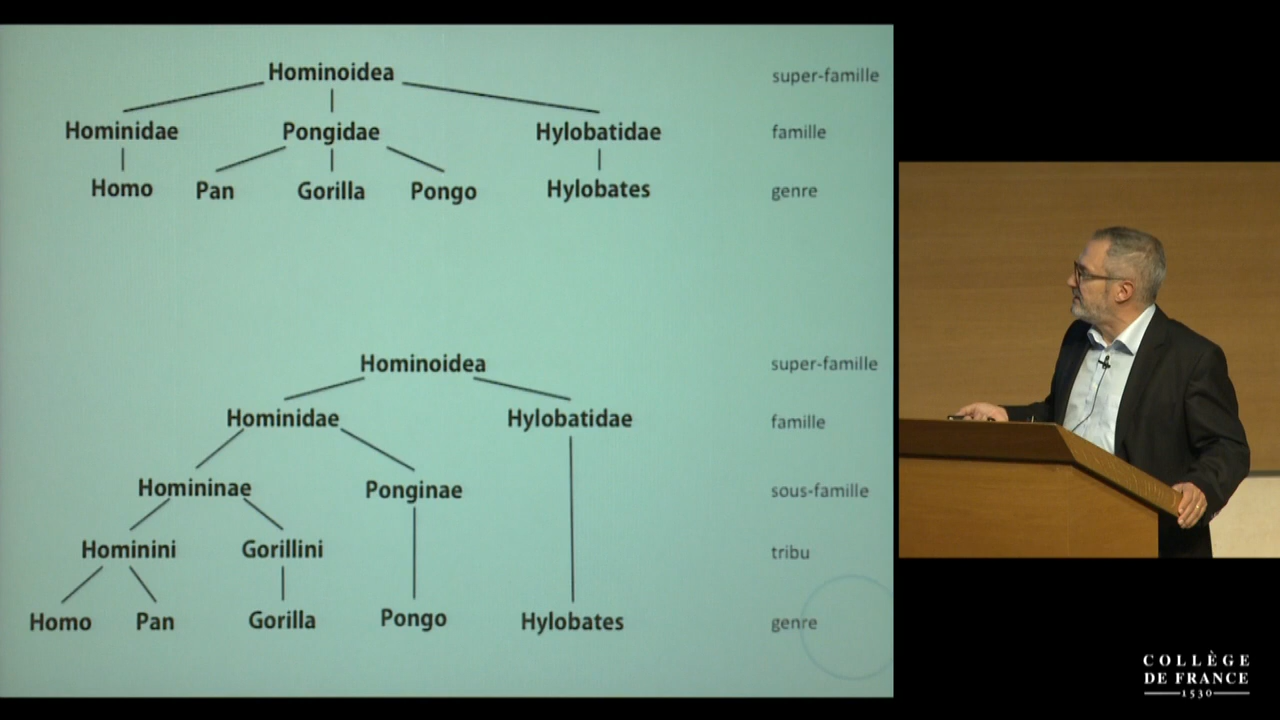 Hominoidea super-famille
Hominidae Pongidae Hylobatidae famille
Homo Pan Gorilla Pongo Hylobates genre
Hominoidea super-famille
Hominidae Hylobatidae famille
Homininae Ponginae sous-famille
Hominini Gorillini tribu
Homo Pan Gorilla Pongo Hylobates genre
COLLÈGE
DE FRANCE
1530